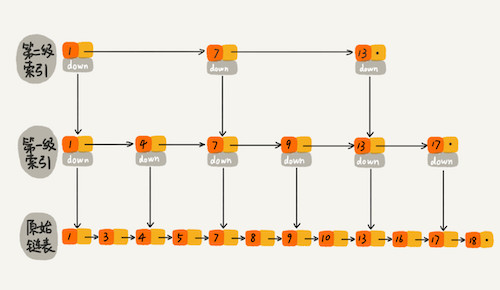 第二级
索引
1 7 13
down down down
第一级
索引
1 4 7 9 13 17
down down down down down down
原始
链表
1 3 4 5 7 8 9 10 13 16 17 18